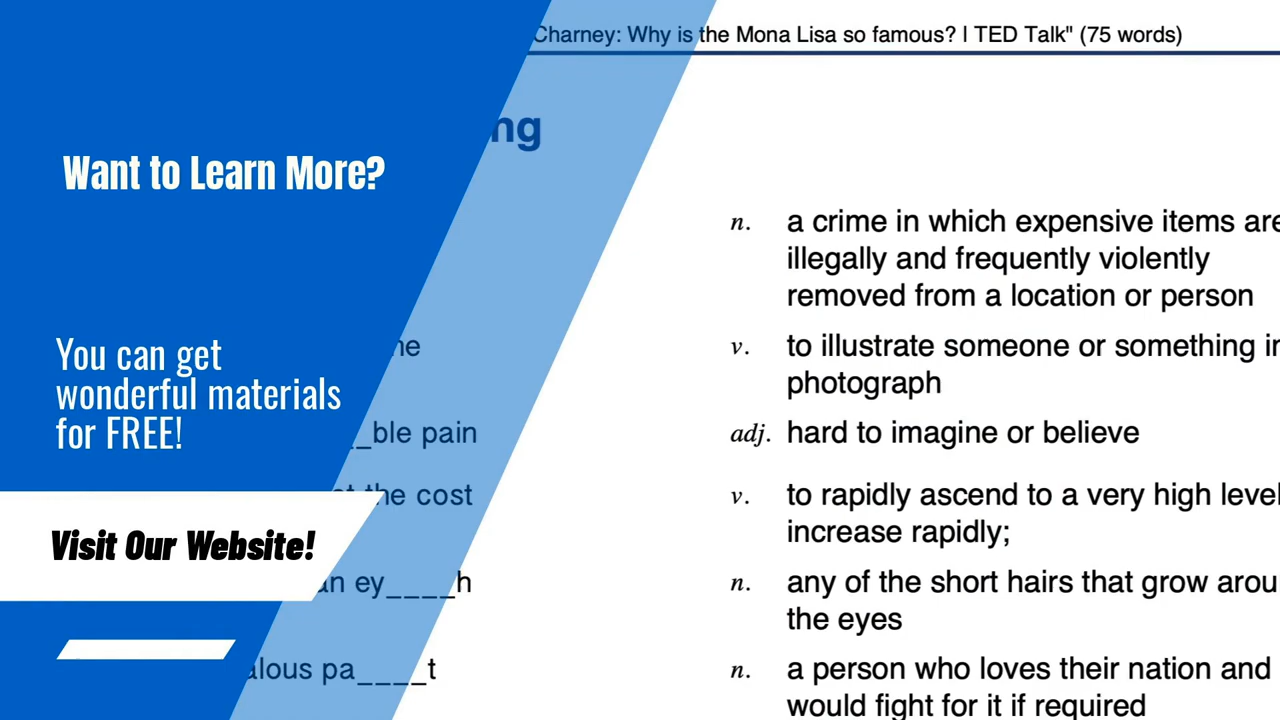 Charney: Why is the Mona Lisa so famous? | TED Talk" (75 words)
ng
Want to Learn More?
You can get
wonderful materials
for FREE!
Visit Our Website!
ne
_ble pain
the cost
an ey____h
alous pa____t
n. a crime in which expensive items are
illegally and frequently violently
removed from a location or person
v. to illustrate someone or something in
photograph
adj. hard to imagine or believe
v. to rapidly ascend to a very high level
increase rapidly;
n. any of the short hairs that grow arou
the eyes
n. a person who loves their nation and
would fight for it if required